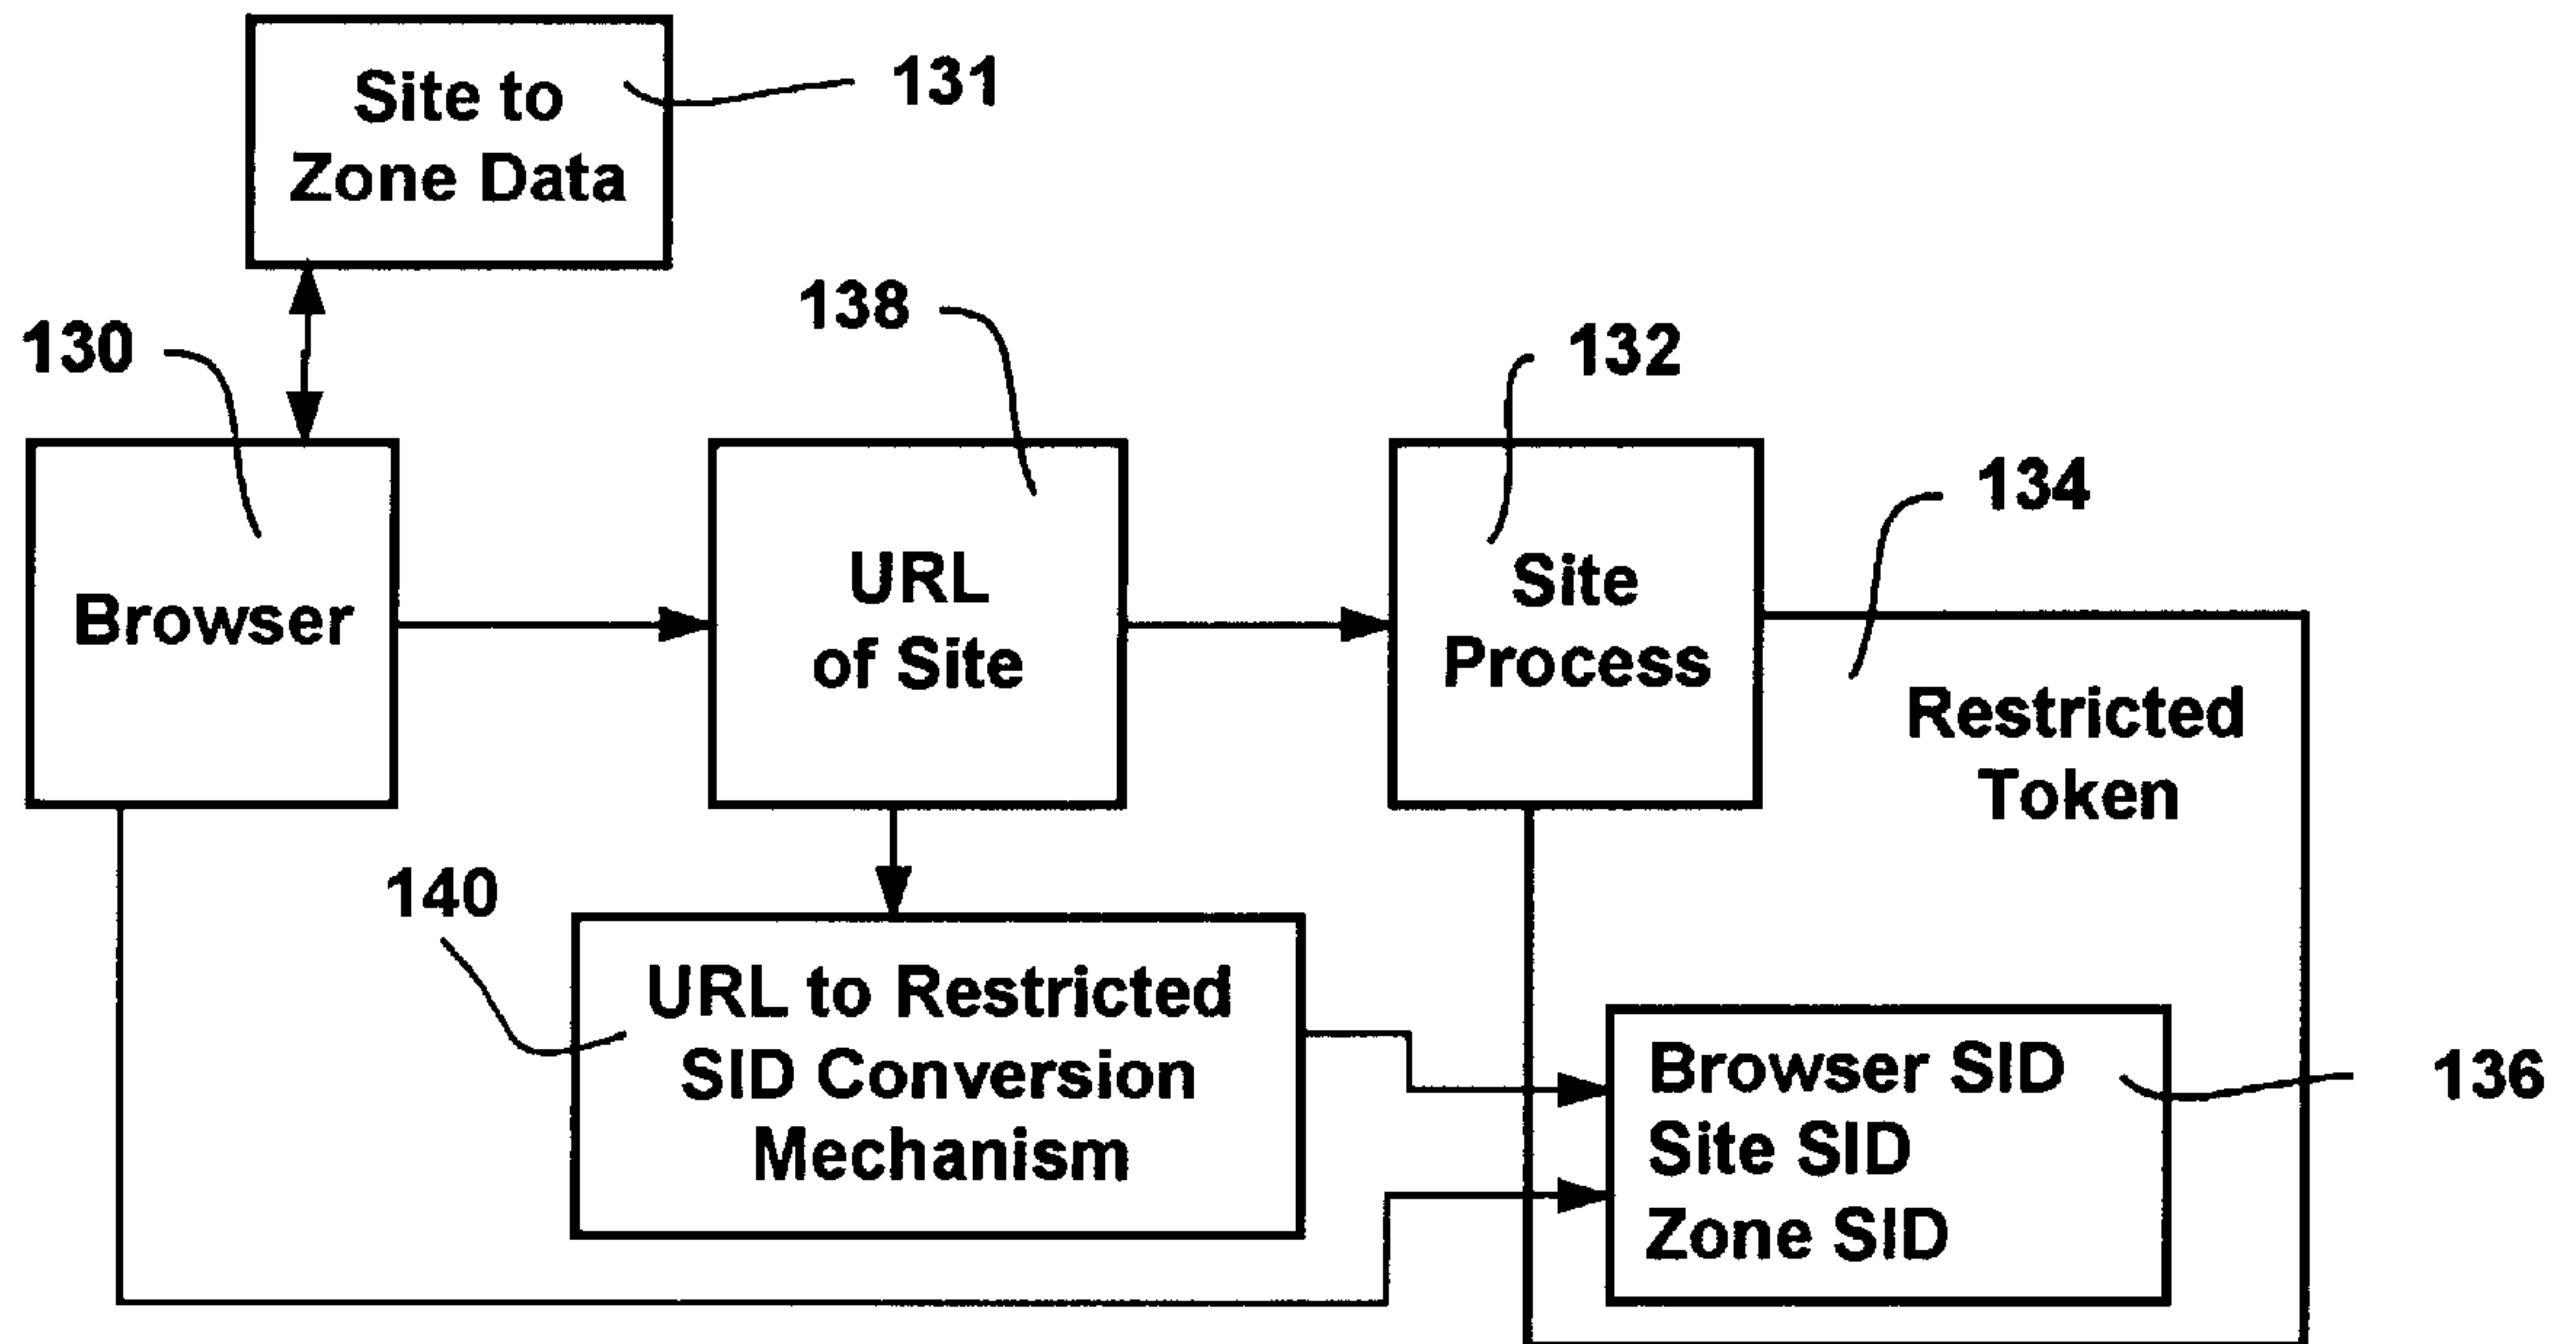 Site to
Zone Data
131
130
138
132
134
Browser
URL
of Site
Site
Process
Restricted
Token
140
URL to Restricted
SID Conversion
Mechanism
Browser SID
Site SID
Zone SID
136